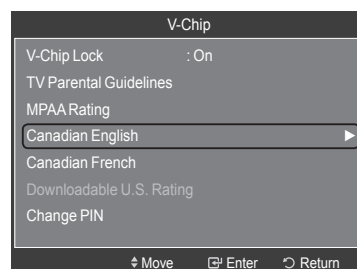 V-Chip
V-Chip Lock : On
TV Parental Guidelines
MPAA Rating
Canadian English
Canadian French
Downloadable U.S. Rating
Change PIN
Move Enter Return